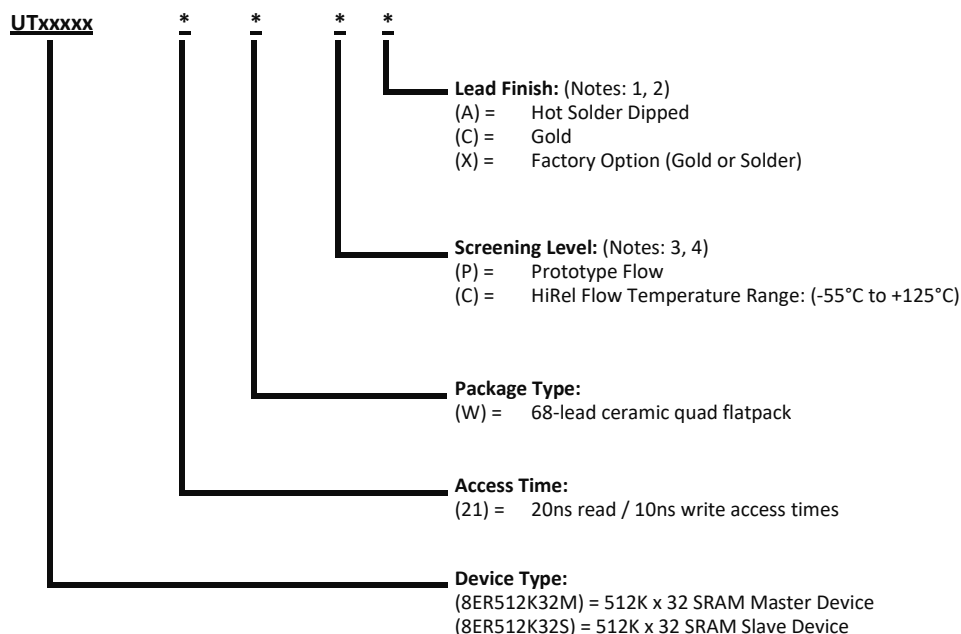 UTxxxxx * * * *
Lead Finish: (Notes: 1, 2)
(A) = Hot Solder Dipped
(C) = Gold
(X) = Factory Option (Gold or Solder)
Screening Level: (Notes: 3, 4)
(P) = Prototype Flow
(C) = HiRel Flow Temperature Range: (-55°C to +125°C)
Package Type:
(W) = 68-lead ceramic quad flatpack
Access Time:
(21) = 20ns read / 10ns write access times
Device Type:
(8ER512K32M) = 512K x 32 SRAM Master Device
(8ER512K32S) = 512K x 32 SRAM Slave Device